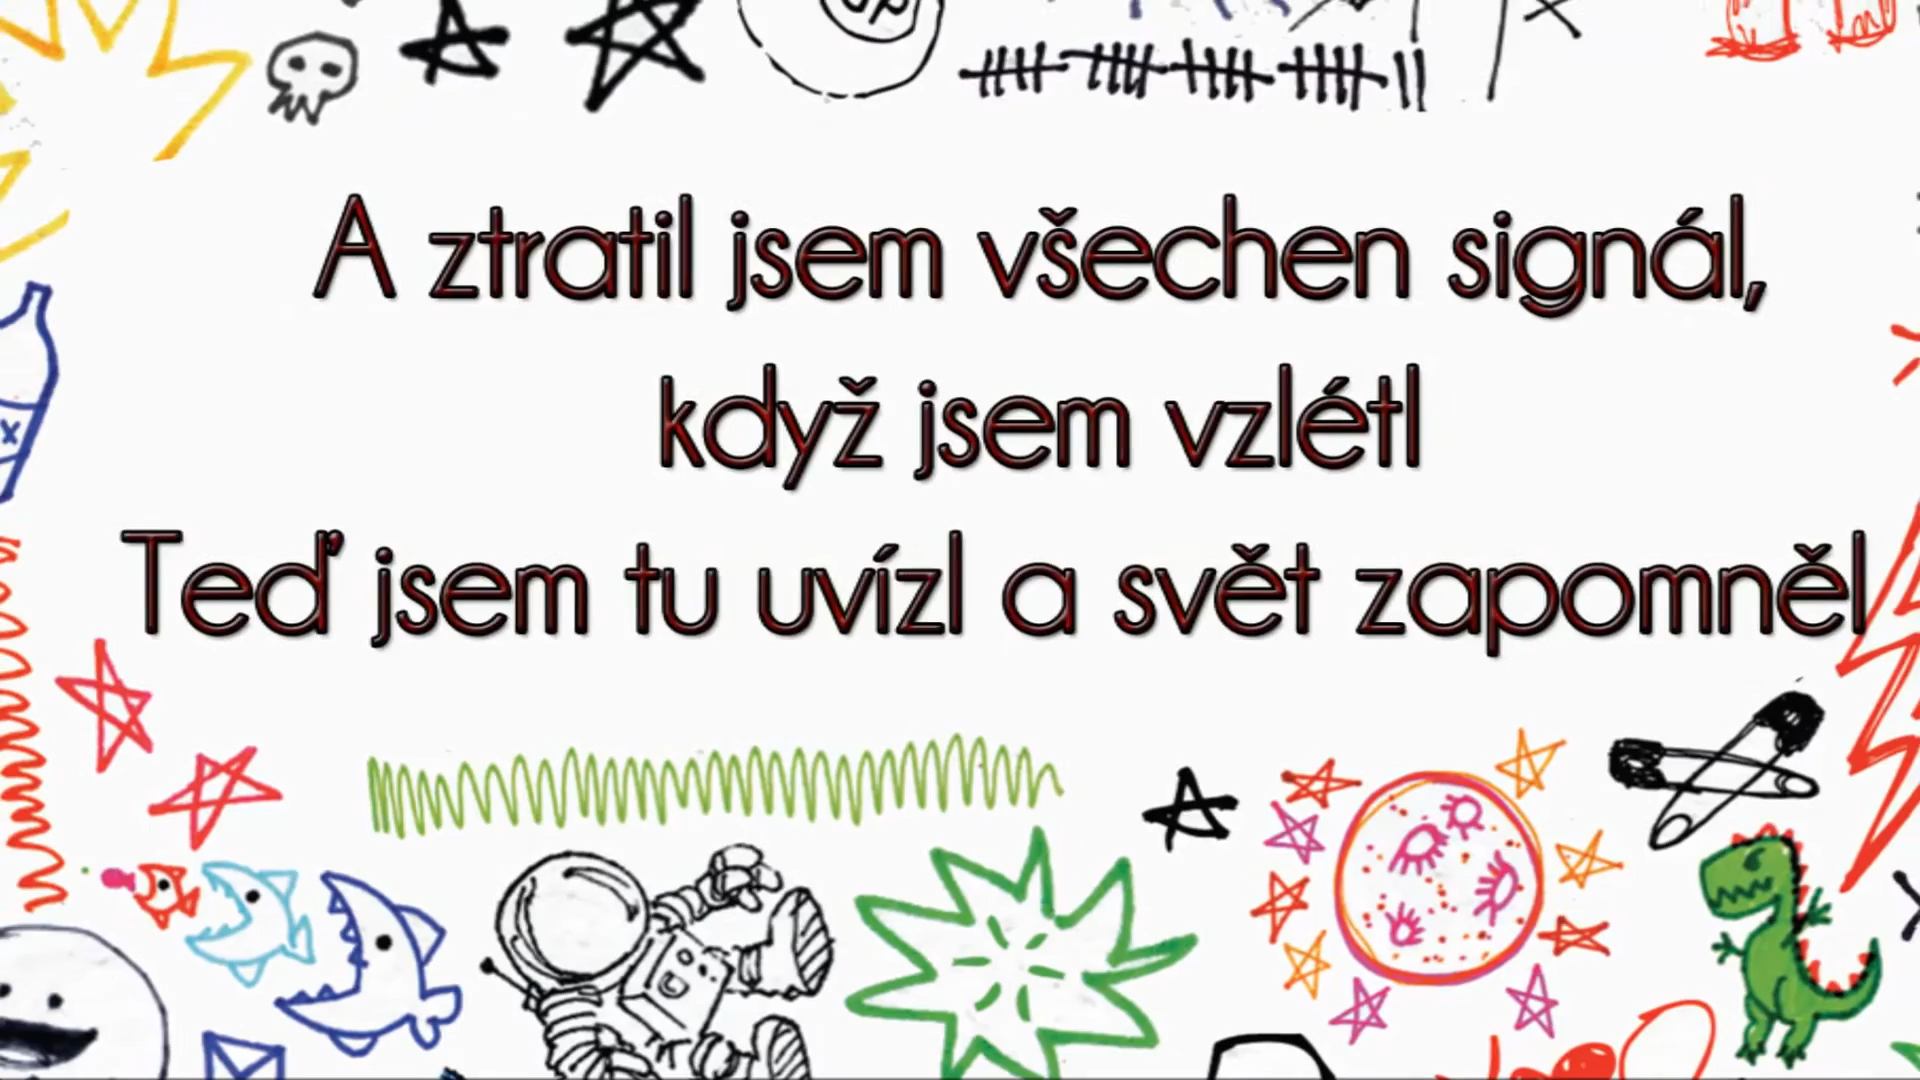 A ztratil jsem všechen signál,
když jsem vzlétl
Teď jsem tu uvízl a svět zapomněl